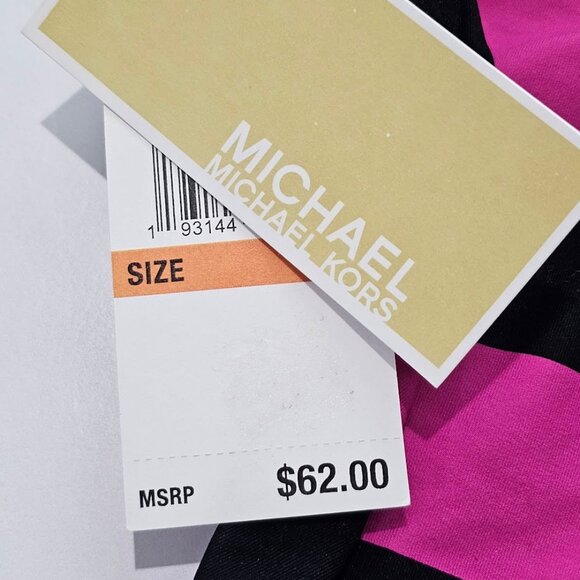 MICHAEL
MICHAEL KORS
1 93144
SIZE
MSRP $62.00